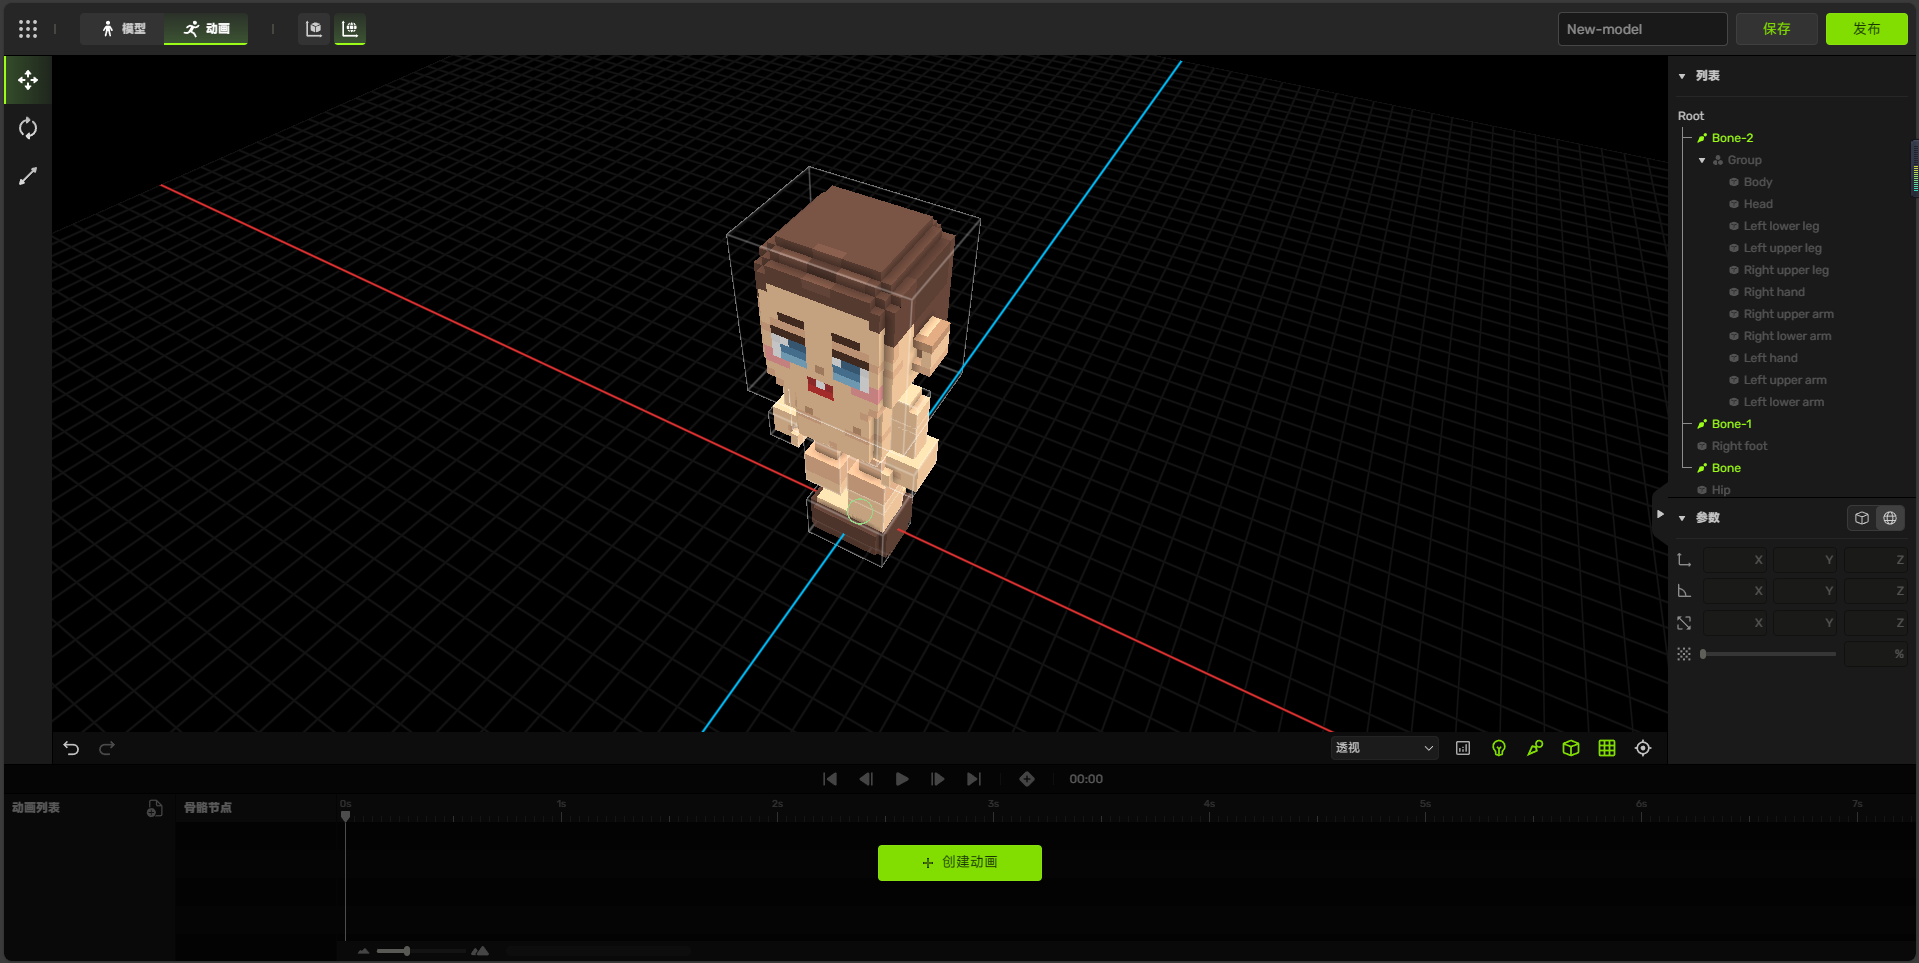 模型
动画
New-model
保存
发布
列表
Root
Bone-2
Group
Body
Head
Left lower leg
Left upper leg
Right upper leg
Right hand
Right upper arm
Right lower arm
Left hand
Left upper arm
Left lower arm
Bone-1
Right foot
Bone
Hip
参数
X Y Z
X Y Z
X Y Z
%
透视
00:00
动画列表
骨骼节点
0s 1s 2s 3s 4s 5s 6s 7s
+ 创建动画